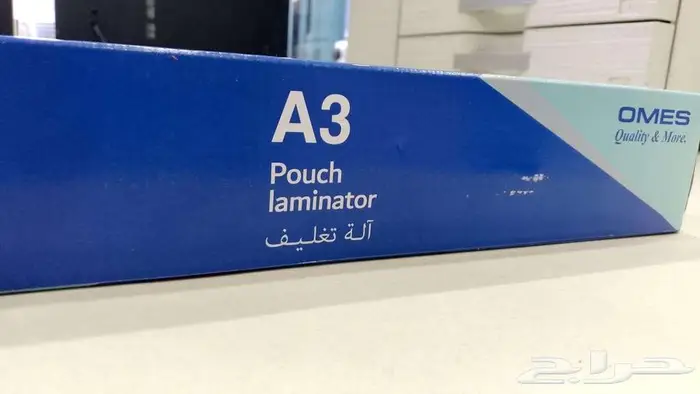 A3
Pouch
laminator
آلة تغليف
OMES
Quality & More.
حراج